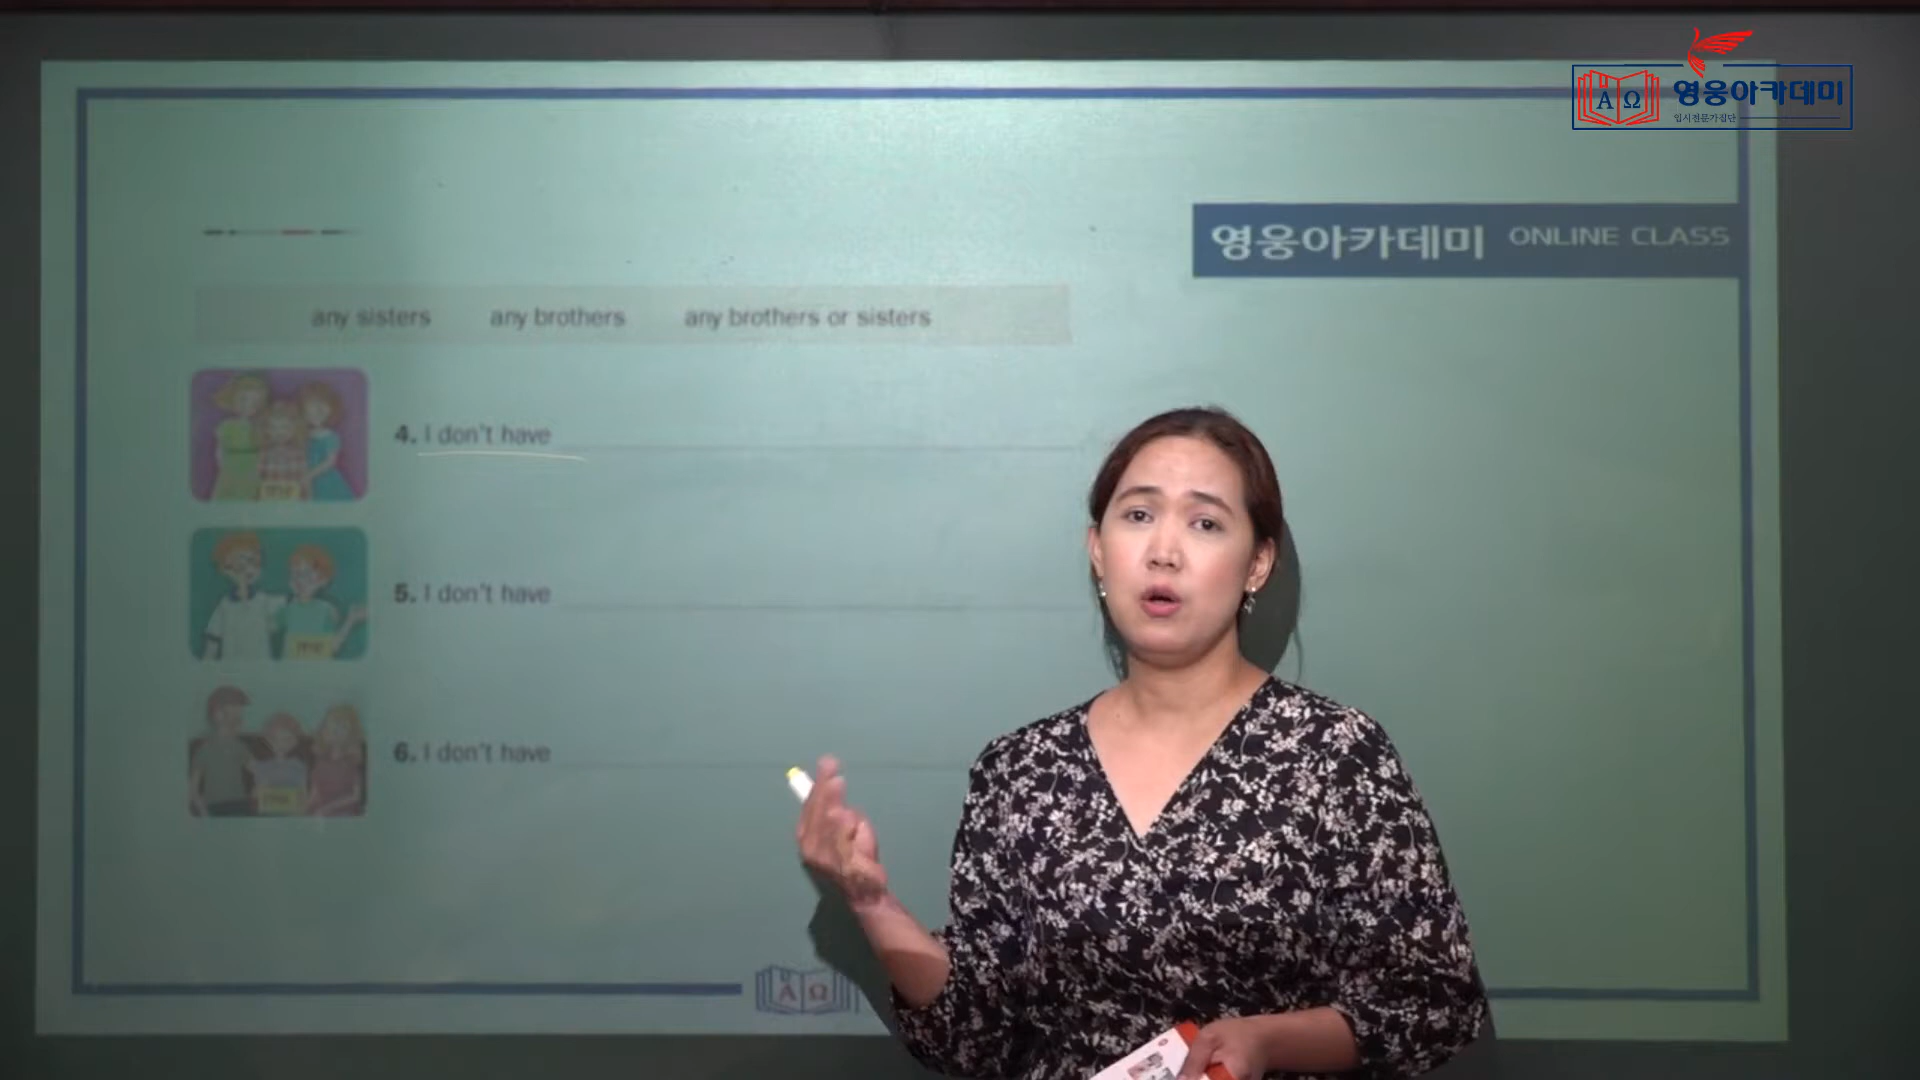 영웅아카데미
입시전문가집단
A Ω
영웅아카데미 ONLINE CLASS
any sisters any brothers any brothers or sisters
4. I don't have
5. I don't have
6. I don't have
A Ω